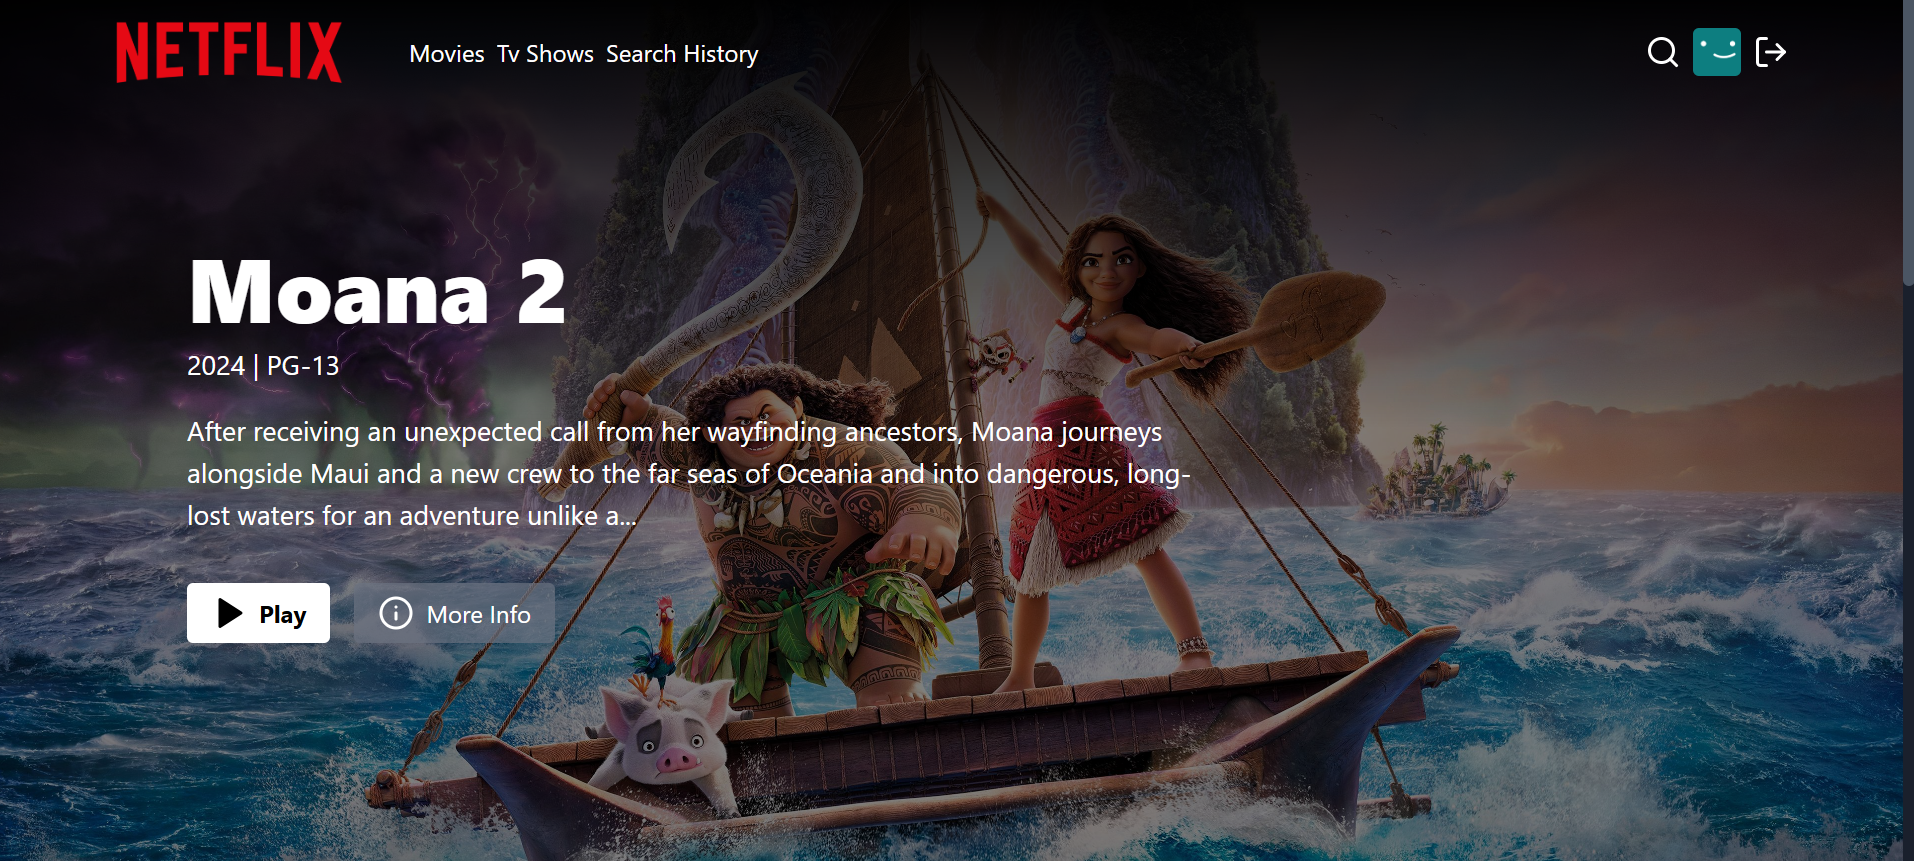 NETFLIX
Movies Tv Shows Search History
Moana 2
2024 | PG-13
After receiving an unexpected call from her wayfinding ancestors, Moana journeys
alongside Maui and a new crew to the far seas of Oceania and into dangerous, long-
lost waters for an adventure unlike a...
Play More Info